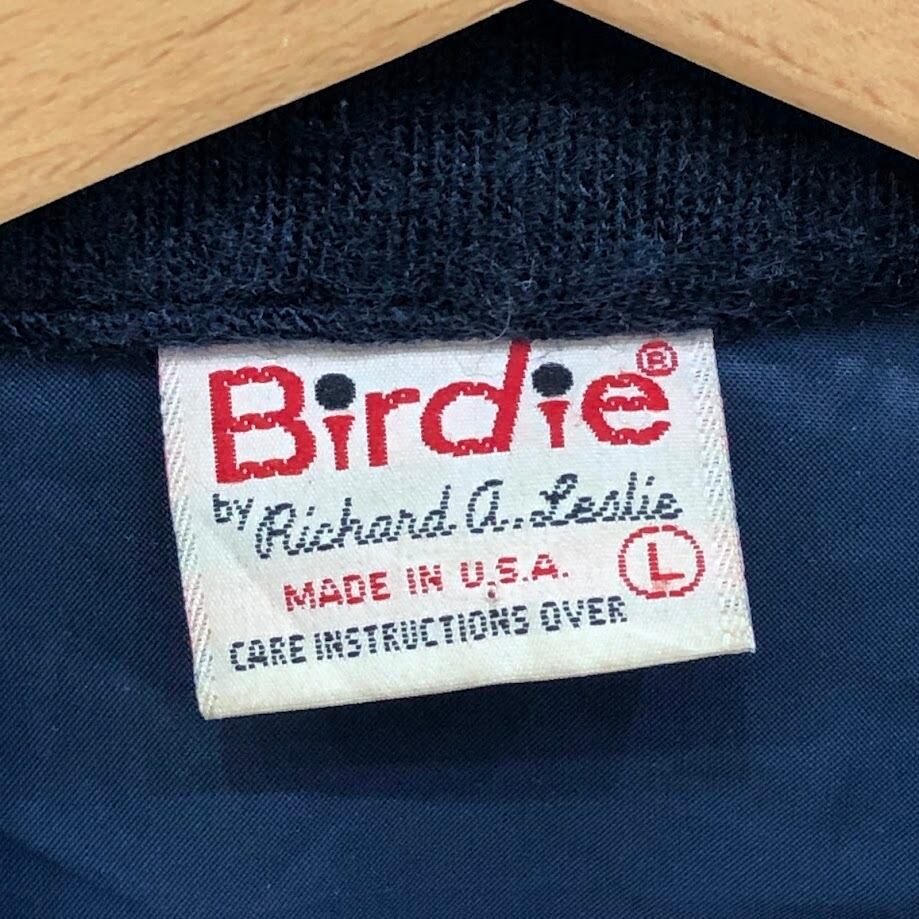 Birdie®
by Richard A. Leslie
MADE IN U.S.A. L
CARE INSTRUCTIONS OVER